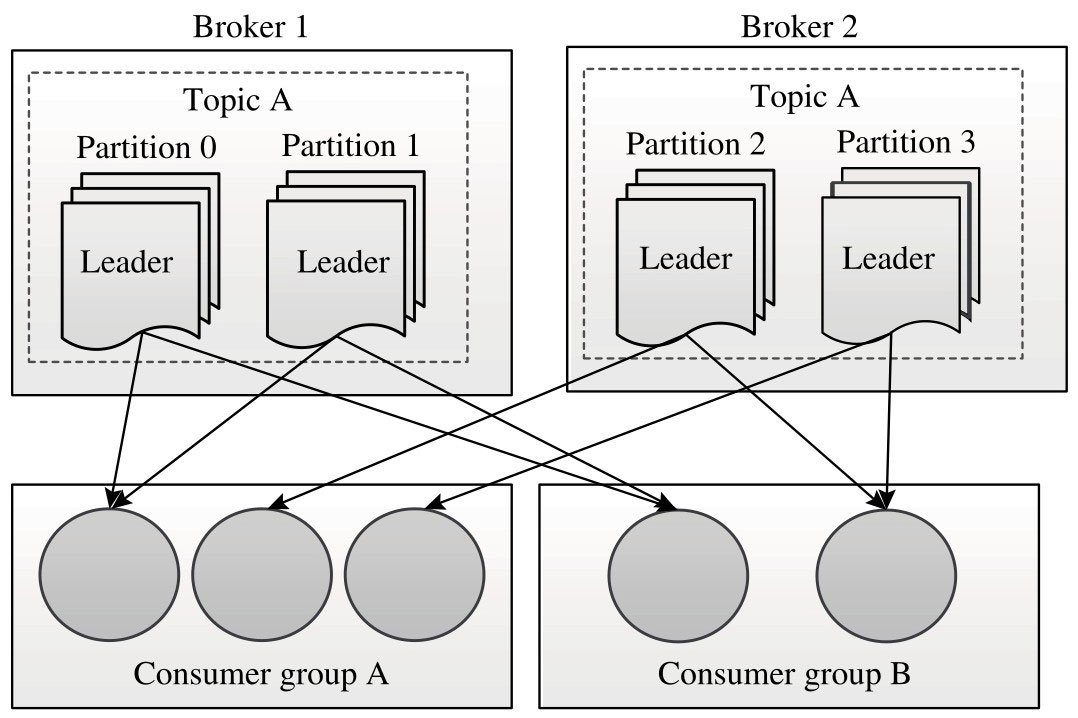 Broker 1
Broker 2
Topic A
Topic A
Partition 0
Partition 1
Partition 2
Partition 3
Leader
Leader
Leader
Leader
Consumer group A
Consumer group B